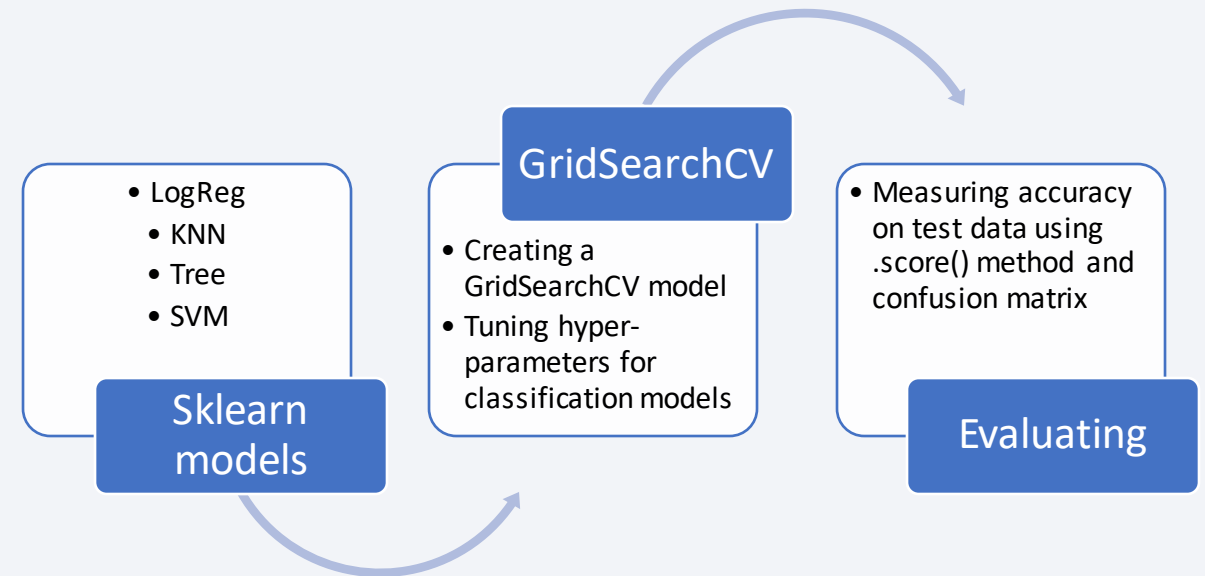 • LogReg
• KNN
• Tree
• SVM
Sklearn
models
GridSearchCV
• Creating a
GridSearchCV model
• Tuning hyper-
parameters for
classification models
• Measuring accuracy
on test data using
.score() method and
confusion matrix
Evaluating